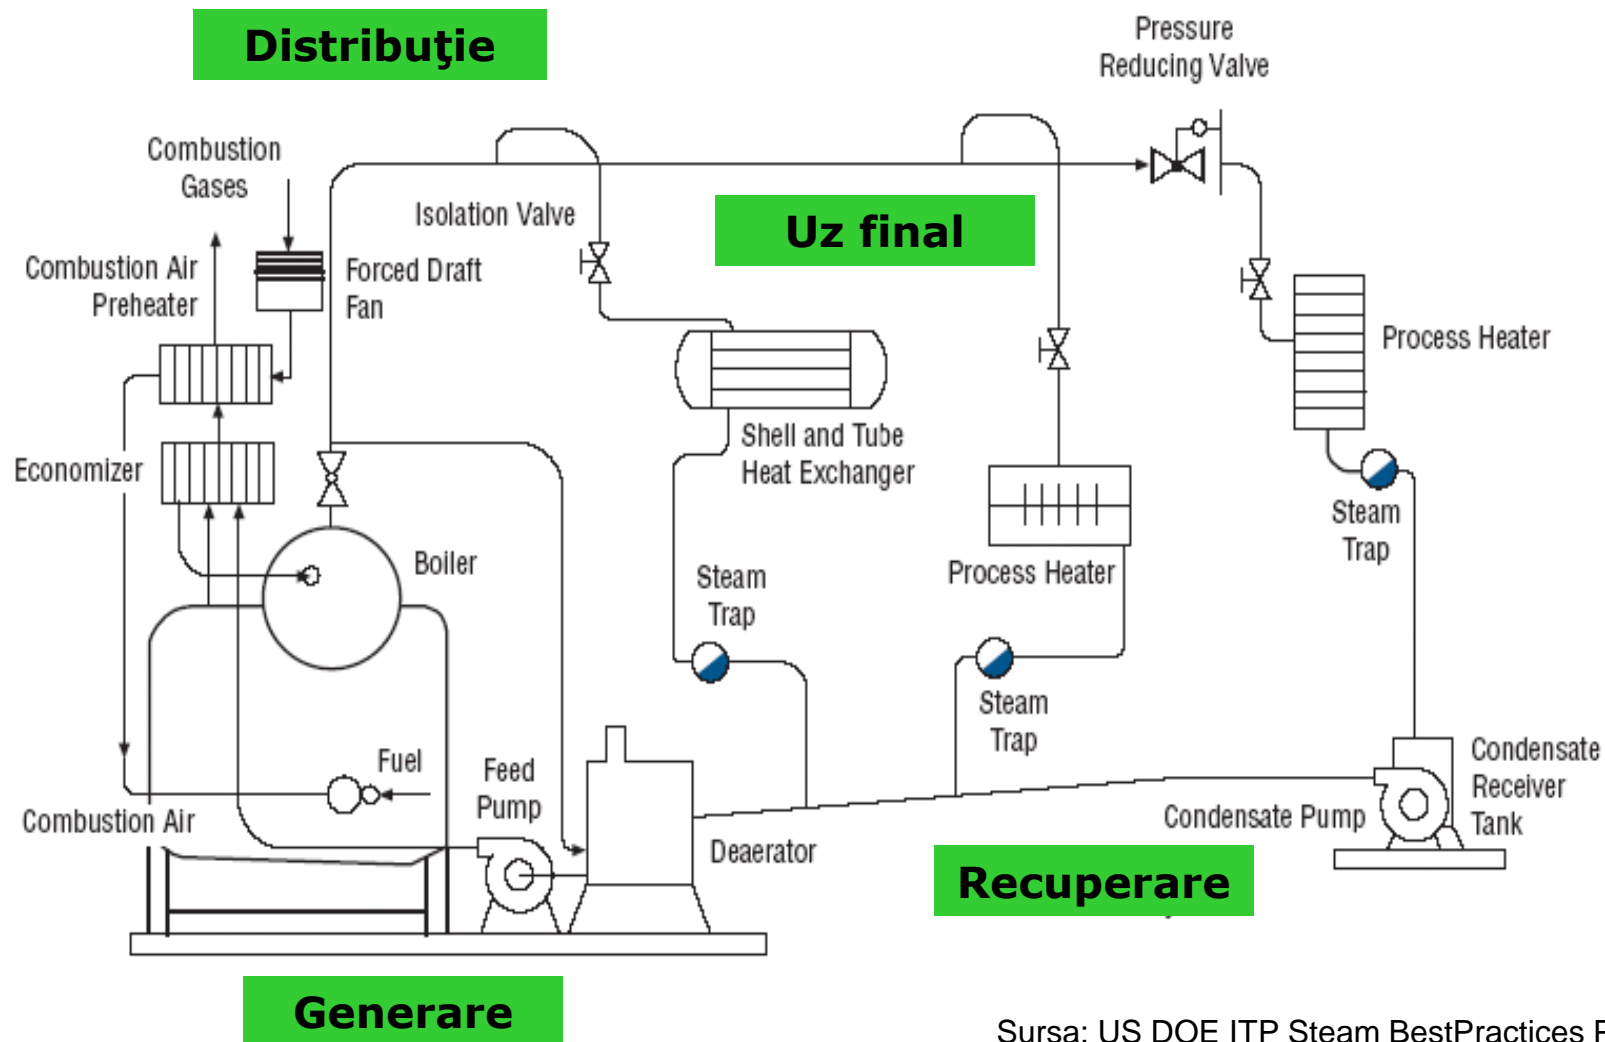 Distribuţie
Pressure
Reducing Valve
Combustion
Gases
Isolation Valve
Uz final
Combustion Air
Preheater
Forced Draft
Fan
Process Heater
Shell and Tube
Heat Exchanger
Economizer
Steam
Trap
Boiler
Steam
Trap
Process Heater
Steam
Trap
Fuel
Feed
Pump
Condensate
Receiver
Tank
Combustion Air
Condensate Pump
Deaerator
Recuperare
Generare
Sursa: US DOE ITP Steam BestPractices